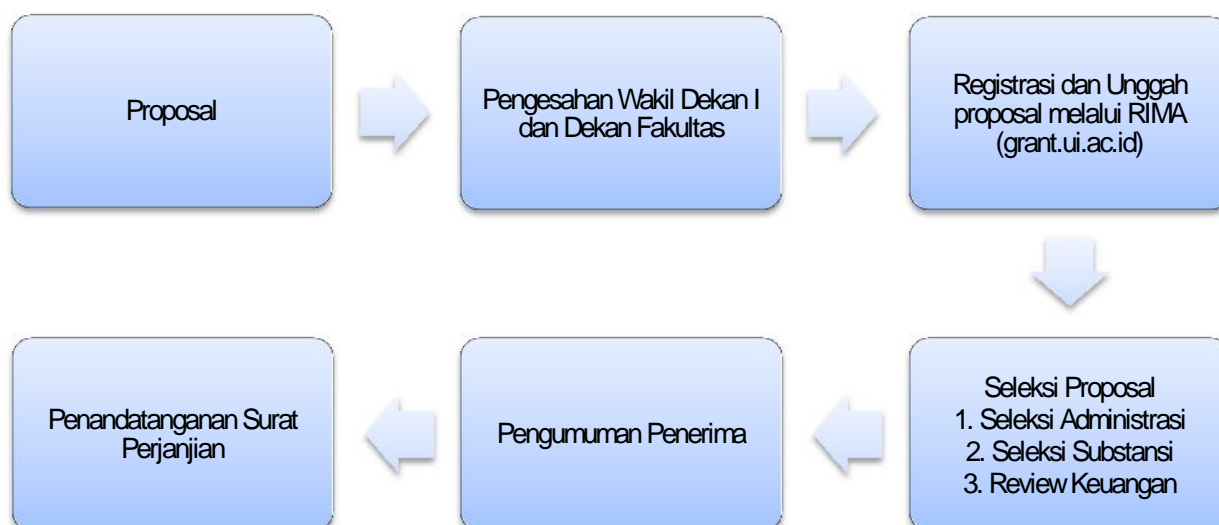 Proposal
Pengesahan Wakil Dekan I
dan Dekan Fakultas
Registrasi dan Unggah
proposal melalui RIMA
(grant.ui.ac.id)
Seleksi Proposal
1. Seleksi Administrasi
2. Seleksi Substansi
3. Review Keuangan
Pengumuman Penerima
Penandatanganan Surat
Perjanjian